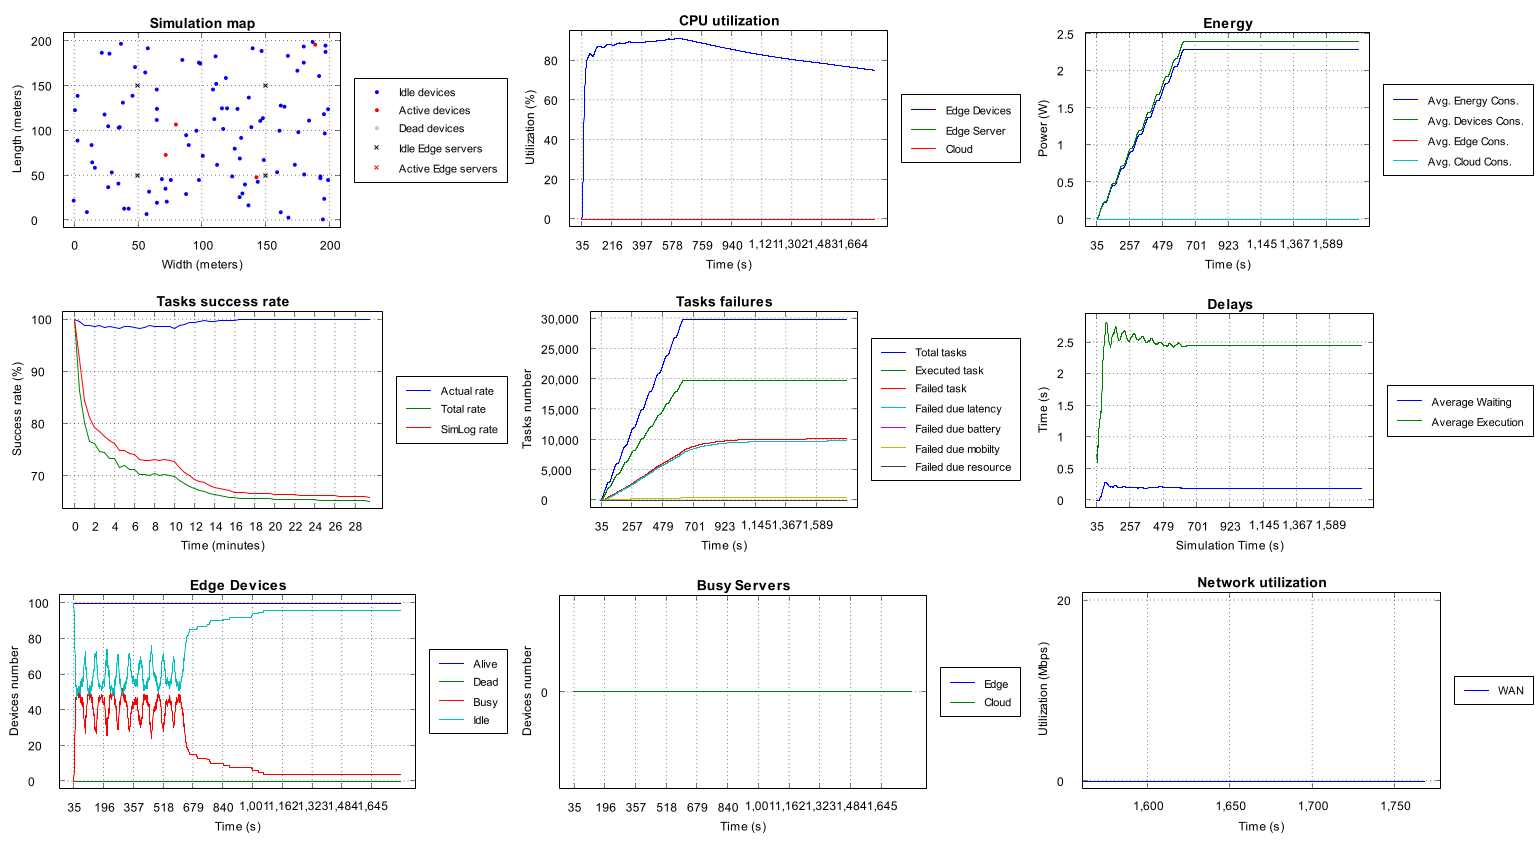 Simulation map
200
150
100
50
0
0 50 100 150 200
Length (meters)
Width (meters)
Idle devices
Active devices
Dead devices
Idle Edge servers
Active Edge servers
CPU utilization
80
60
40
20
0
35 216 397 578 759 940 1,121 1,302 1,483 1,664
Utilization (%)
Time (s)
Edge Devices
Edge Server
Cloud
Energy
2.5
2
1.5
1
0.5
0
35 257 479 701 923 1,145 1,367 1,589
Power (W)
Time (s)
Avg. Energy Cons.
Avg. Devices Cons.
Avg. Edge Cons.
Avg. Cloud Cons.
Tasks success rate
100
90
80
70
0 2 4 6 8 10 12 14 16 18 20 22 24 26 28
Success rate (%)
Time (minutes)
Actual rate
Total rate
SimLog rate
Tasks failures
30,000
25,000
20,000
15,000
10,000
5,000
0
35 257 479 701 923 1,145 1,367 1,589
Tasks number
Time (s)
Total tasks
Executed task
Failed task
Failed due latency
Failed due battery
Failed due mobilty
Failed due resource
Delays
2.5
2
1.5
1
0.5
0
35 257 479 701 923 1,145 1,367 1,589
Time (s)
Simulation Time (s)
Average Waiting
Average Execution
Edge Devices
100
80
60
40
20
0
35 196 357 518 679 840 1,001 1,162 1,323 1,484 1,645
Devices number
Time (s)
Alive
Dead
Busy
Idle
Busy Servers
0
35 196 357 518 679 840 1,001 1,162 1,323 1,484 1,645
Devices number
Time (s)
Edge
Cloud
Network utilization
20
0
1,600 1,650 1,700 1,750
Utilization (Mbps)
Time (s)
WAN